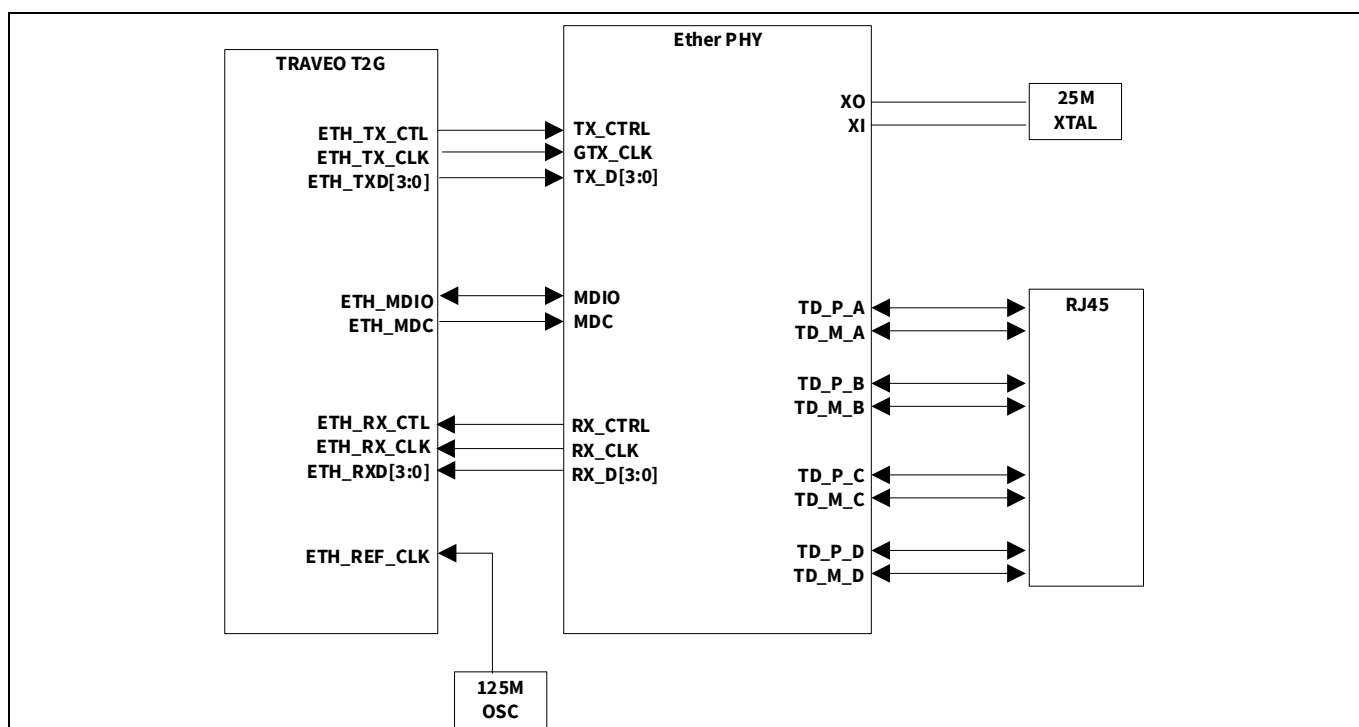 Ether PHY
TRAVEO T2G
XO
XI
25M
XTAL
ETH_TX_CTL
ETH_TX_CLK
ETH_TXD[3:0]
TX_CTRL
GTX_CLK
TX_D[3:0]
ETH_MDIO
ETH_MDC
MDIO
MDC
TD_P_A
TD_M_A
RJ45
TD_P_B
TD_M_B
ETH_RX_CTL
ETH_RX_CLK
ETH_RXD[3:0]
RX_CTRL
RX_CLK
RX_D[3:0]
TD_P_C
TD_M_C
ETH_REF_CLK
TD_P_D
TD_M_D
125M
OSC